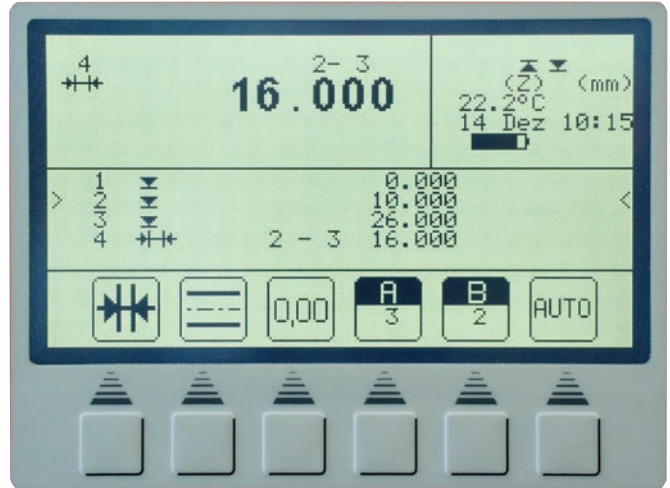 4
2- 3
16.000
(Z) (mm)
22.2°C
14 Dez 10:15
1 0.000
2 10.000
3 26.000
4 2 - 3 16.000
> <
0,00
A
3
B
2
AUTO